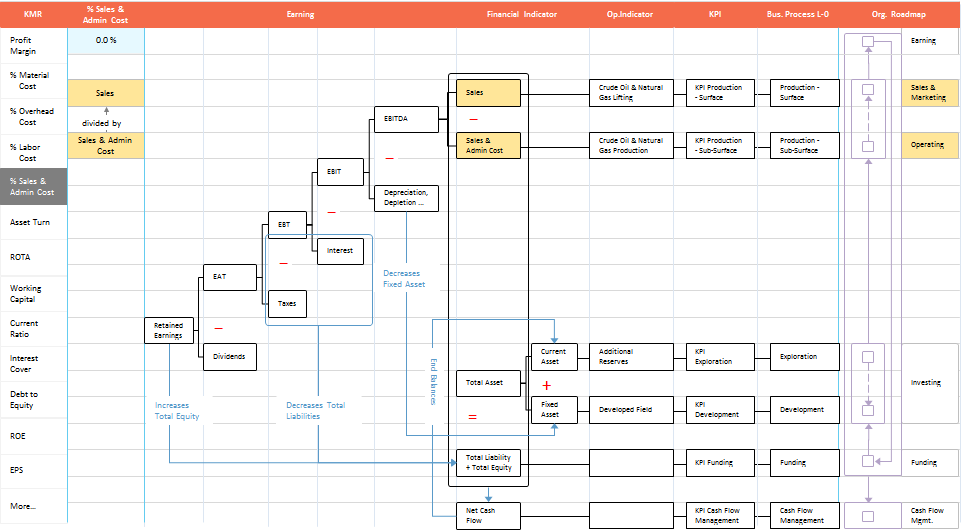 KMR
% Sales &
Admin Cost
Earning
Financial Indicator
Op.Indicator
KPI
Bus. Process L-0
Org. Roadmap
Profit
Margin
0.0 %
Earning
% Material
Cost
Sales
Sales
Crude Oil & Natural
Gas Lifting
KPI Production
- Surface
Production -
Surface
Sales &
Marketing
% Overhead
Cost
divided by
EBITDA
% Labor
Cost
Sales & Admin
Cost
Sales &
Admin Cost
Crude Oil & Natural
Gas Production
KPI Production
- Sub-Surface
Production -
Sub-Surface
Operating
% Sales &
Admin Cost
EBIT
Depreciation,
Depletion ...
Asset Turn
EBT
Interest
ROTA
EAT
Decreases
Fixed Asset
Working
Capital
Taxes
Current
Ratio
Retained
Earnings
Interest
Cover
Dividends
End Balances
Current
Asset
Additional
Reserves
KPI
Exploration
Exploration
Total Asset
+
Investing
Debt to
Equity
Increases
Total Equity
Decreases Total
Liabilities
=
Fixed
Asset
Developed Field
KPI
Development
Development
ROE
EPS
Total Liability
+ Total Equity
KPI Funding
Funding
Funding
More...
Net Cash
Flow
KPI Cash Flow
Management
Cash Flow
Management
Cash Flow
Mgmt.